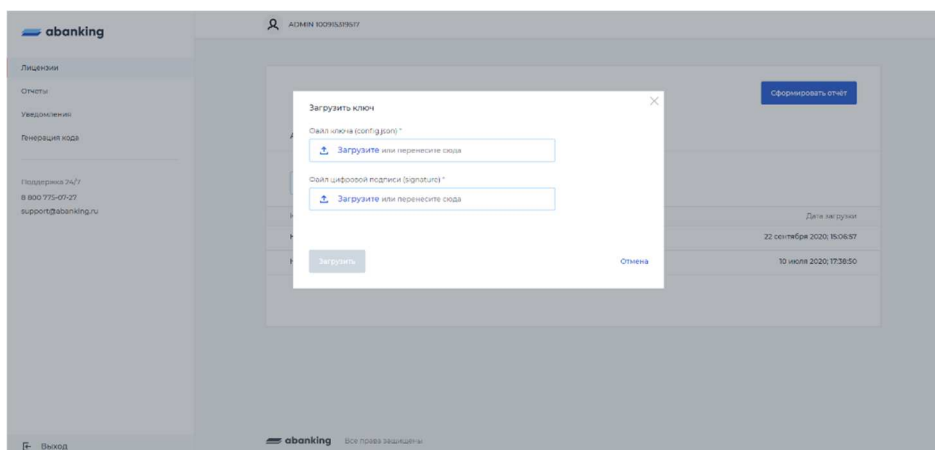 abanking
ADMIN 100915319517
Лицензии
Отчеты
Уведомления
Генерация кода
Поддержка 24/7
8 800 775-07-27
support@abanking.ru
Выход
Сформировать отчёт
Загрузить ключ
Файл ключа (config.json) *
Загрузите или перенесите сюда
Файл цифровой подписи (signature) *
Загрузите или перенесите сюда
Загрузить
Отмена
Дата загрузки
22 сентября 2020; 15:06:57
10 июля 2020; 17:38:50
abanking Все права защищены